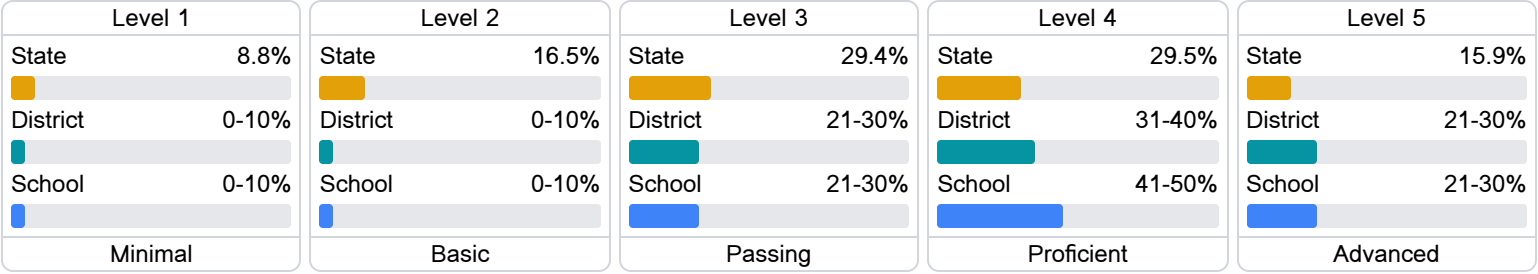 Level 1
State 8.8%
District 0-10%
School 0-10%
Minimal
Level 2
State 16.5%
District 0-10%
School 0-10%
Basic
Level 3
State 29.4%
District 21-30%
School 21-30%
Passing
Level 4
State 29.5%
District 31-40%
School 41-50%
Proficient
Level 5
State 15.9%
District 21-30%
School 21-30%
Advanced